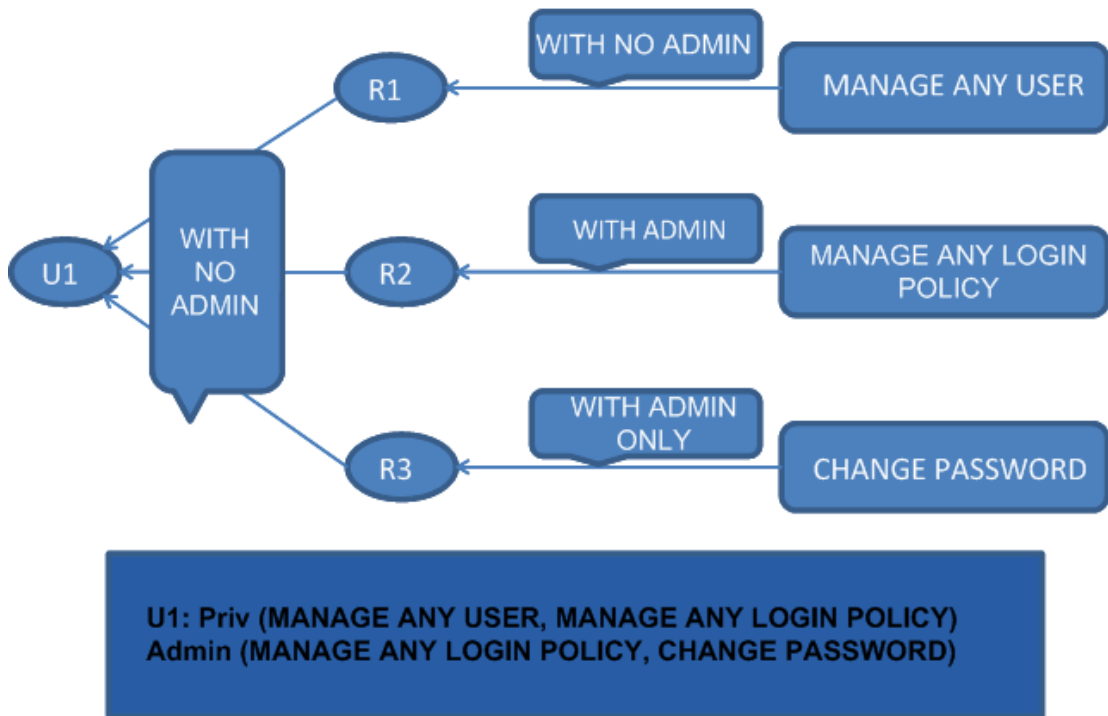 WITH NO ADMIN
R1
MANAGE ANY USER
WITH
NO
ADMIN
WITH ADMIN
U1
R2
MANAGE ANY LOGIN
POLICY
WITH ADMIN
ONLY
R3
CHANGE PASSWORD
U1: Priv (MANAGE ANY USER, MANAGE ANY LOGIN POLICY)
Admin (MANAGE ANY LOGIN POLICY, CHANGE PASSWORD)